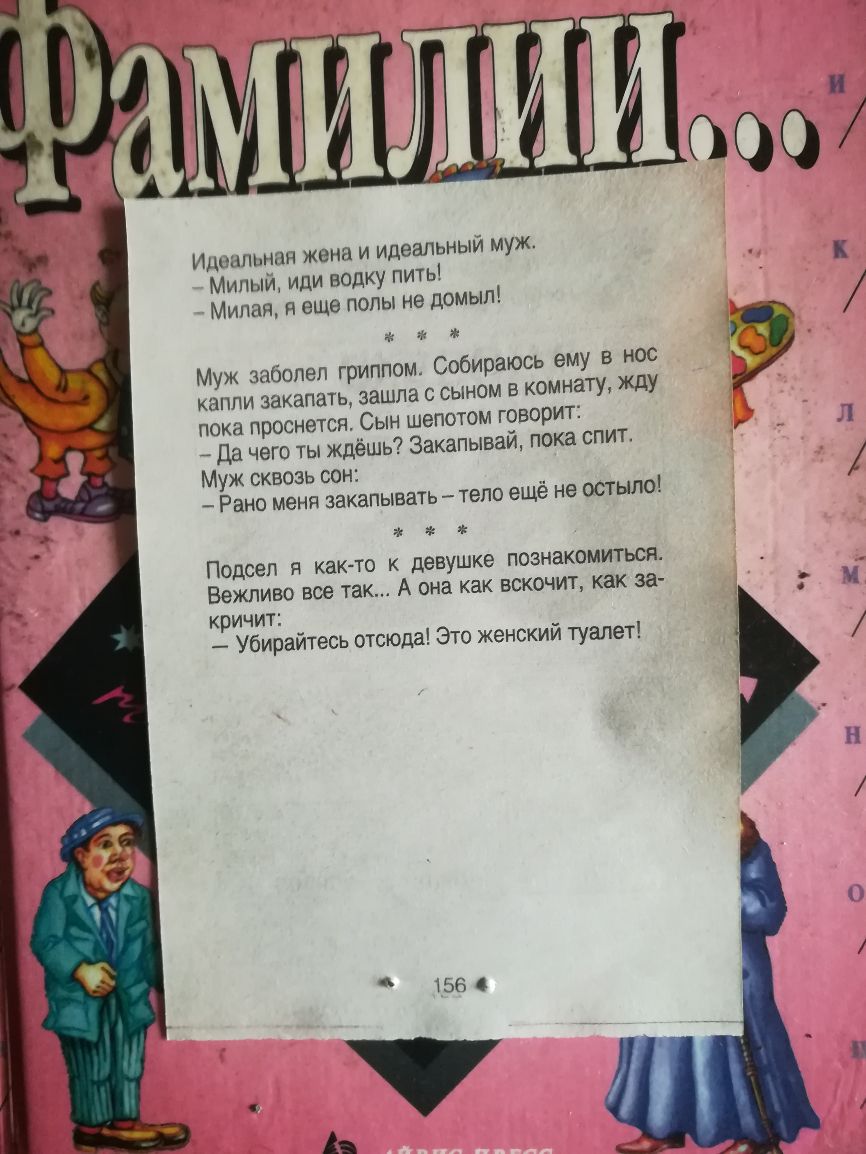 Фамилии...
И
К
Л
М
Н
О
Идеальная жена и идеальный муж.
– Милый, иди водку пить!
– Милая, я еще полы не домыл!
* * *
Муж заболел гриппом. Собираюсь ему в нос
капли закапать, зашла с сыном в комнату, жду
пока проснется. Сын шепотом говорит:
– Да чего ты ждёшь? Закапывай, пока спит.
Муж сквозь сон:
– Рано меня закапывать – тело ещё не остыло!
* * *
Подсел я как-то к девушке познакомиться.
Вежливо все так... А она как вскочит, как за-
кричит:
— Убирайтесь отсюда! Это женский туалет!
156
АЙРИС ПРЕСС